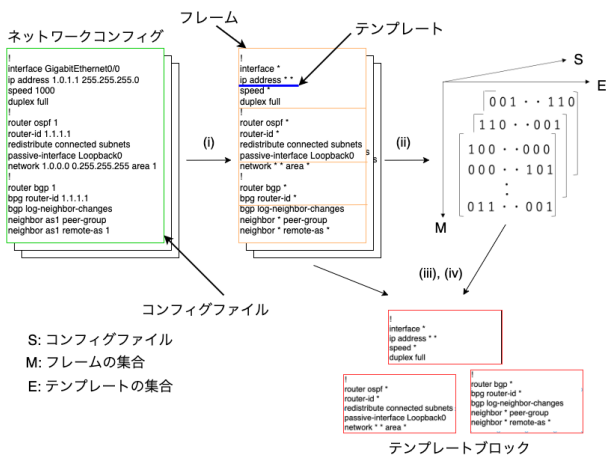 フレーム
テンプレート
ネットワークコンフィグ
!
interface GigabitEthernet0/0
ip address 1.0.1.1 255.255.255.0
speed 1000
duplex full
!
router ospf 1
router-id 1.1.1.1
redistribute connected subnets
passive-interface Loopback0
network 1.0.0.0 0.255.255.255 area 1
!
router bgp 1
bpg router-id 1.1.1.1
bgp log-neighbor-changes
neighbor as1 peer-group
neighbor as1 remote-as 1
(i)
!
interface *
ip address * *
speed *
duplex full
!
router ospf *
router-id *
redistribute connected subnets
passive-interface Loopback0
network * * area *
!
router bgp *
bpg router-id *
bgp log-neighbor-changes
neighbor * peer-group
neighbor * remote-as *
s
s
(ii)
S
E
M
001・・110
110・・001
100・・000
000・・101
・
・
011・・001
(iii), (iv)
コンフィグファイル
S: コンフィグファイル
M: フレームの集合
E: テンプレートの集合
!
interface *
ip address * *
speed *
duplex full
!
router ospf *
router-id *
redistribute connected subnets
passive-interface Loopback0
network * * area *
!
router bgp *
bpg router-id *
bgp log-neighbor-changes
neighbor * peer-group
neighbor * remote-as *
テンプレートブロック